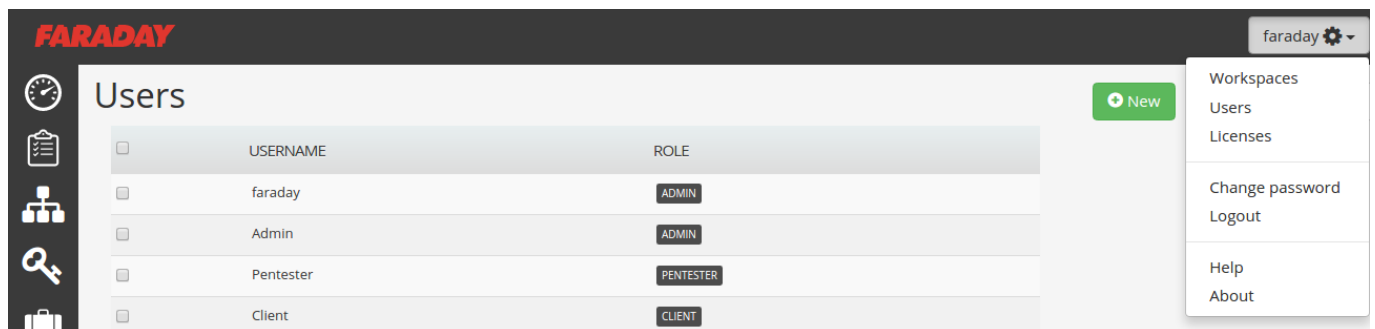 FARADAY
faraday
Users
New
Workspaces
Users
Licenses
Change password
Logout
Help
About
USERNAME ROLE
faraday ADMIN
Admin ADMIN
Pentester PENTESTER
Client CLIENT